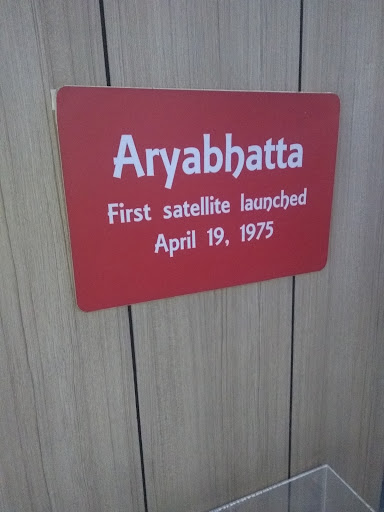 Aryabhatta
First satellite launched
April 19, 1975